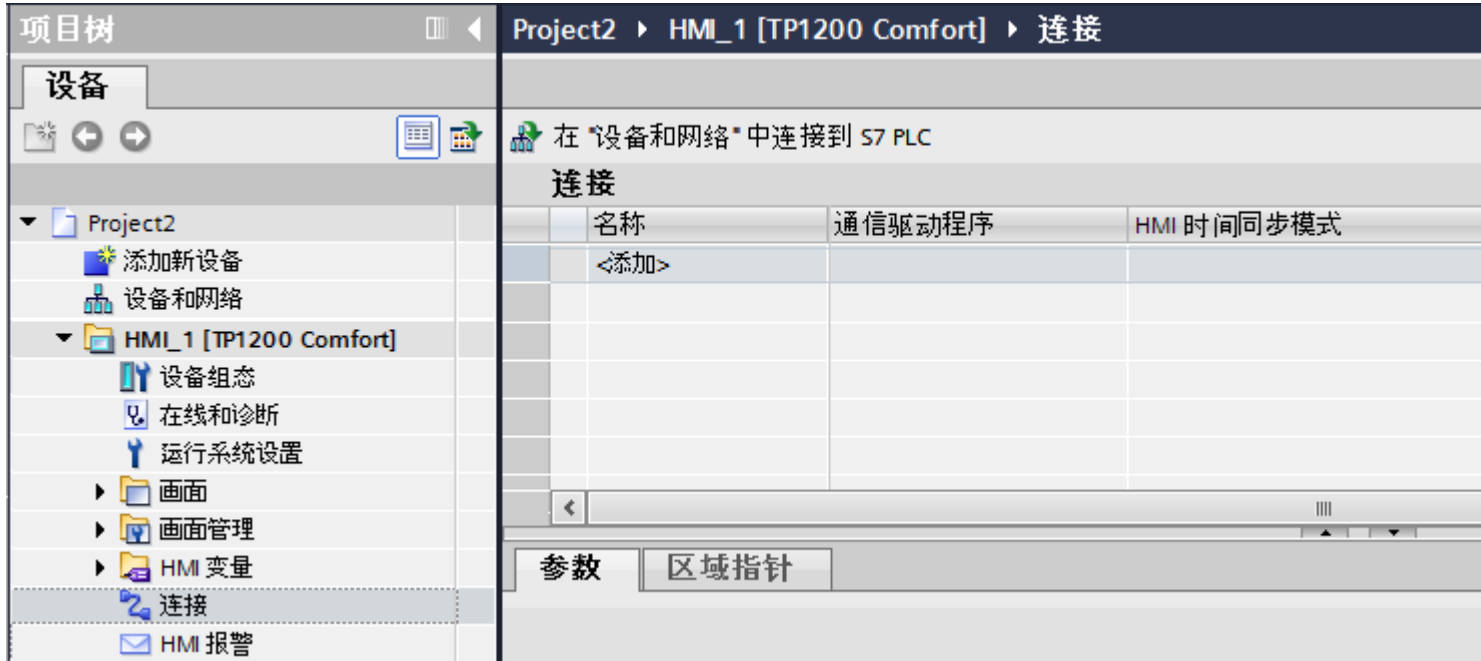 项目树
设备
Project2
添加新设备
设备和网络
HMI_1 [TP1200 Comfort]
设备组态
在线和诊断
运行系统设置
画面
画面管理
HMI 变量
连接
HMI 报警
Project2 HMI_1 [TP1200 Comfort] 连接
在 "设备和网络" 中连接到 S7 PLC
连接
名称 通信驱动程序 HMI 时间同步模式
<添加>
参数 区域指针